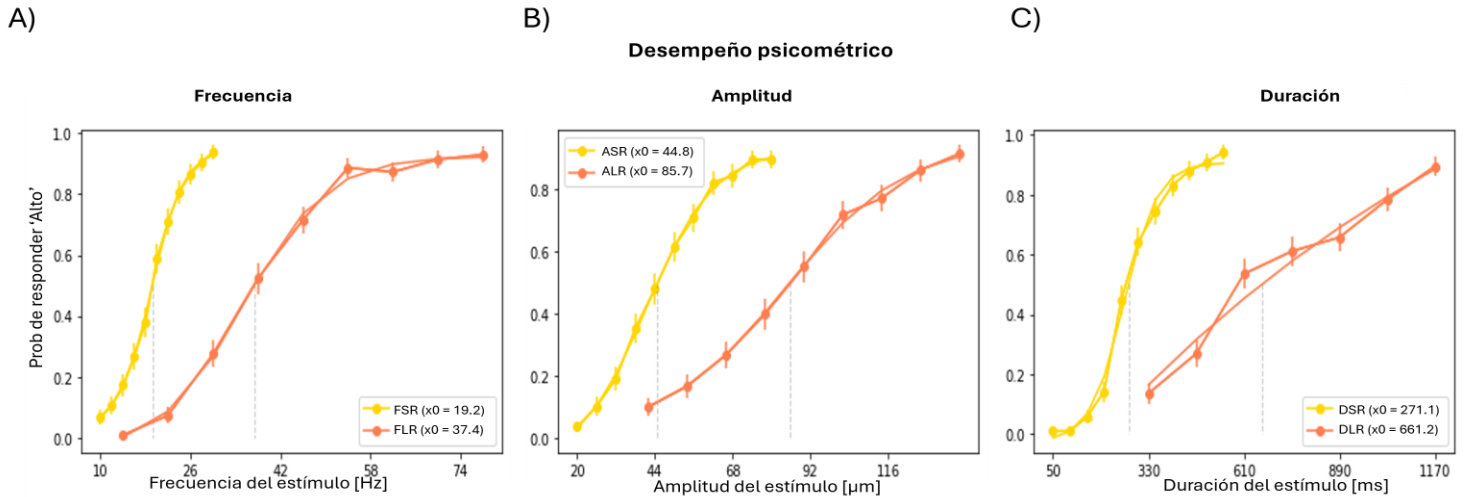 A)
B)
C)
Desempeño psicométrico
Frecuencia
Amplitud
Duración
Prob de responder ‘Alto’
1.0
0.8
0.6
0.4
0.2
0.0
FSR (x0 = 19.2)
FLR (x0 = 37.4)
10 26 42 58 74
Frecuencia del estímulo [Hz]
ASR (x0 = 44.8)
ALR (x0 = 85.7)
0.8
0.6
0.4
0.2
0.0
20 44 68 92 116
Amplitud del estímulo [µm]
1.0
0.8
0.6
0.4
0.2
0.0
DSR (x0 = 271.1)
DLR (x0 = 661.2)
50 330 610 890 1170
Duración del estímulo [ms]